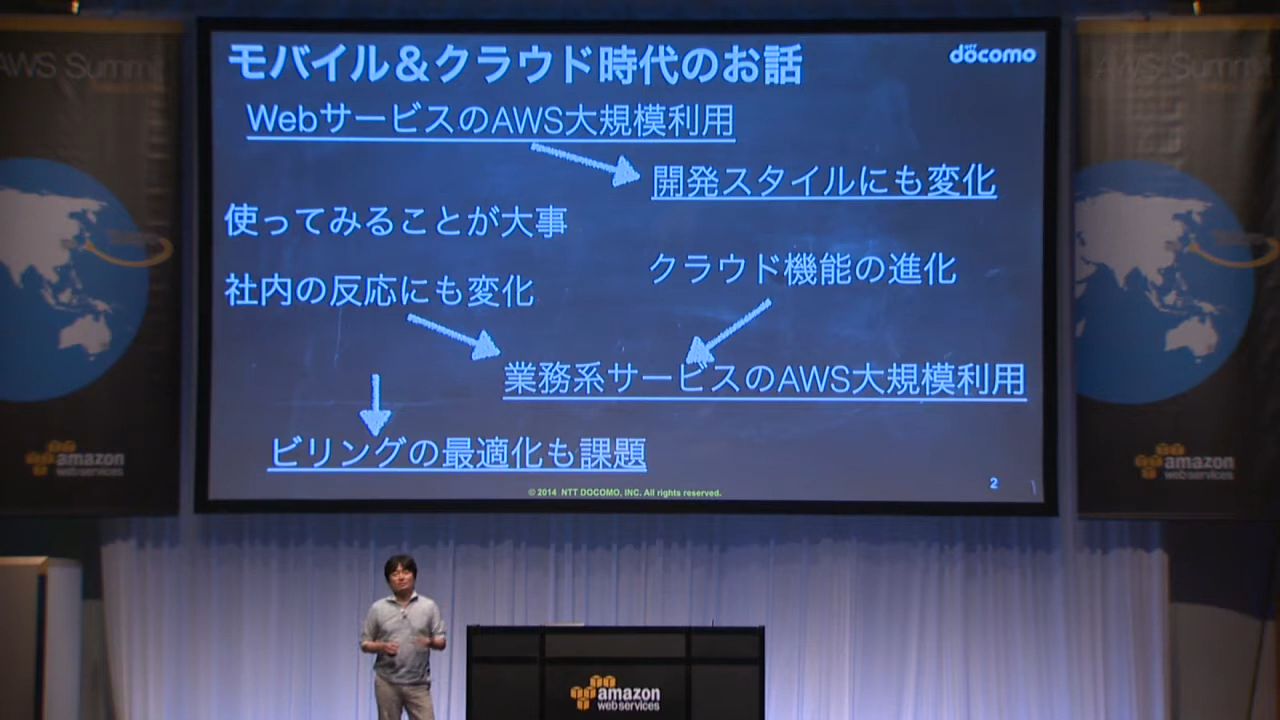 AWS Summit
モバイル&クラウド時代のお話
NTT
docomo
AWS Summit
WebサービスのAWS大規模利用
開発スタイルにも変化
使ってみることが大事
クラウド機能の進化
社内の反応にも変化
業務系サービスのAWS大規模利用
ビリングの最適化も課題
© 2014 NTT DOCOMO, INC. All rights reserved.
2
amazon
web services
amazon
web services
amazon
web services